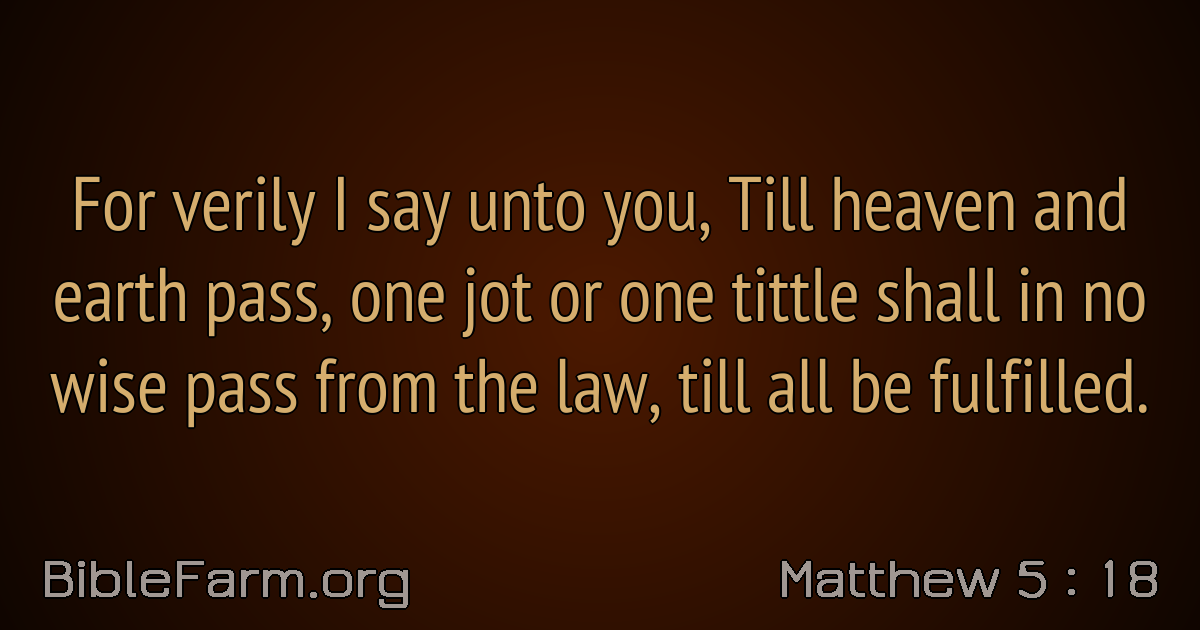 For verily I say unto you, Till heaven and
earth pass, one jot or one tittle shall in no
wise pass from the law, till all be fulfilled.
BibleFarm.org
Matthew 5 : 18